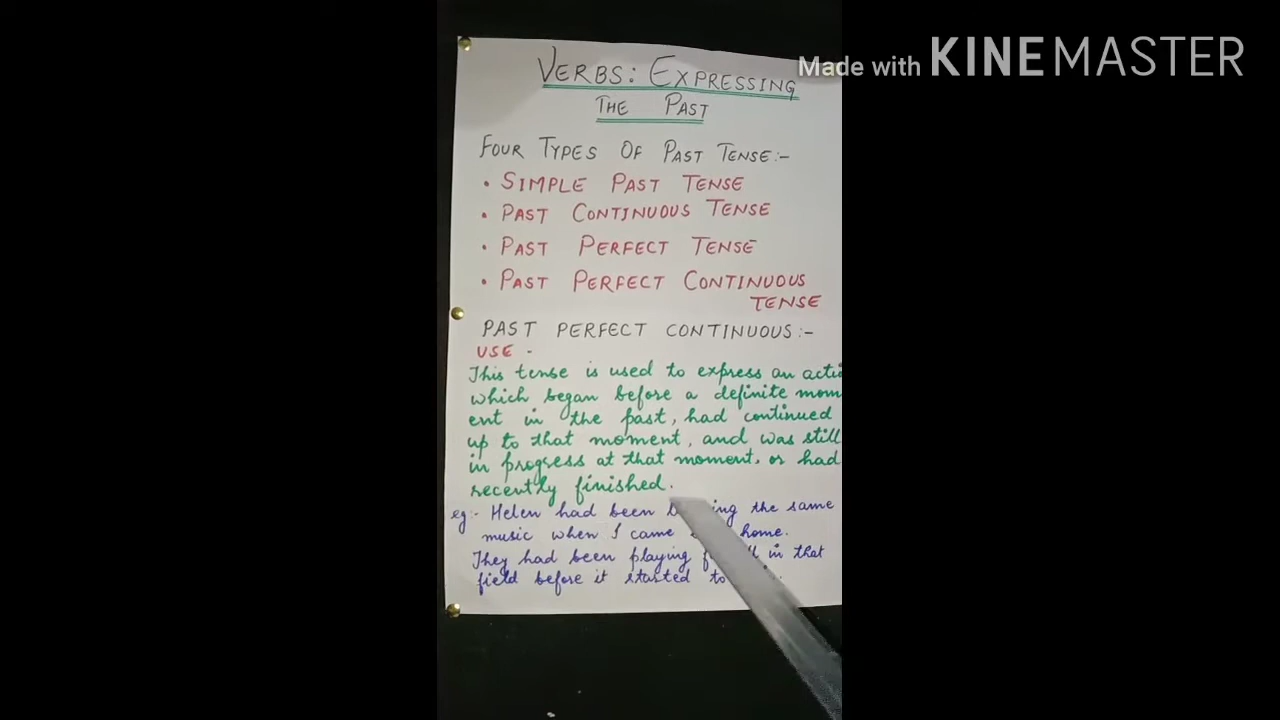 Made with KINEMASTER
VERBS: EXPRESSING
THE PAST
FOUR TYPES OF PAST TENSE:-
• SIMPLE PAST TENSE
• PAST CONTINUOUS TENSE
• PAST PERFECT TENSE
• PAST PERFECT CONTINUOUS
TENSE
PAST PERFECT CONTINUOUS:-
USE -
This tense is used to express an acti
which began before a definite mom
ent in the past, had continued
up to that moment, and was still
in progress at that moment, or had
recently finished.
eg:- Helen had been the same
music when I came home.
They had been playing in that
field before it started to